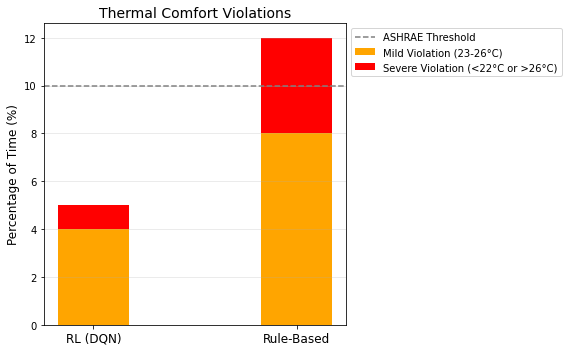 Thermal Comfort Violations
ASHRAE Threshold
Mild Violation (23-26°C)
Severe Violation (<22°C or >26°C)
Percentage of Time (%)
12
10
8
6
4
2
0
RL (DQN)
Rule-Based